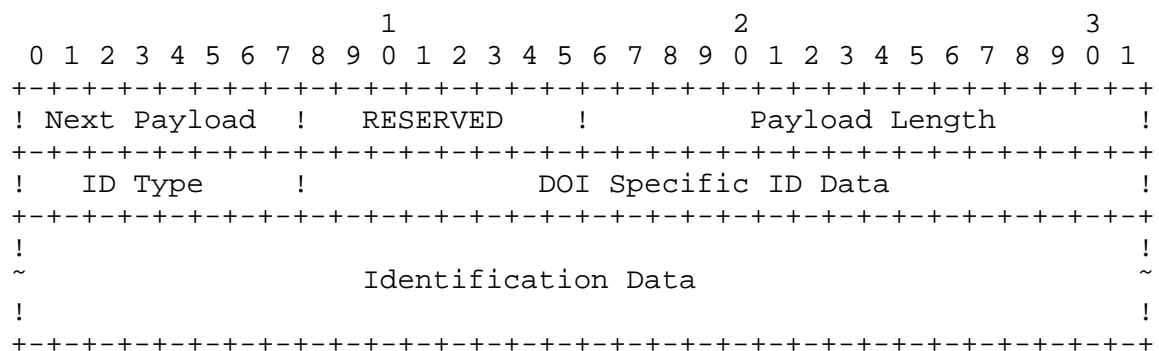 1                   2                   3
 0 1 2 3 4 5 6 7 8 9 0 1 2 3 4 5 6 7 8 9 0 1 2 3 4 5 6 7 8 9 0 1
+-+-+-+-+-+-+-+-+-+-+-+-+-+-+-+-+-+-+-+-+-+-+-+-+-+-+-+-+-+-+-+-+
! Next Payload  !   RESERVED    !         Payload Length        !
+-+-+-+-+-+-+-+-+-+-+-+-+-+-+-+-+-+-+-+-+-+-+-+-+-+-+-+-+-+-+-+-+
!   ID Type     !             DOI Specific ID Data              !
+-+-+-+-+-+-+-+-+-+-+-+-+-+-+-+-+-+-+-+-+-+-+-+-+-+-+-+-+-+-+-+-+
!                                                               !
~                   Identification Data                         ~
!                                                               !
+-+-+-+-+-+-+-+-+-+-+-+-+-+-+-+-+-+-+-+-+-+-+-+-+-+-+-+-+-+-+-+-+